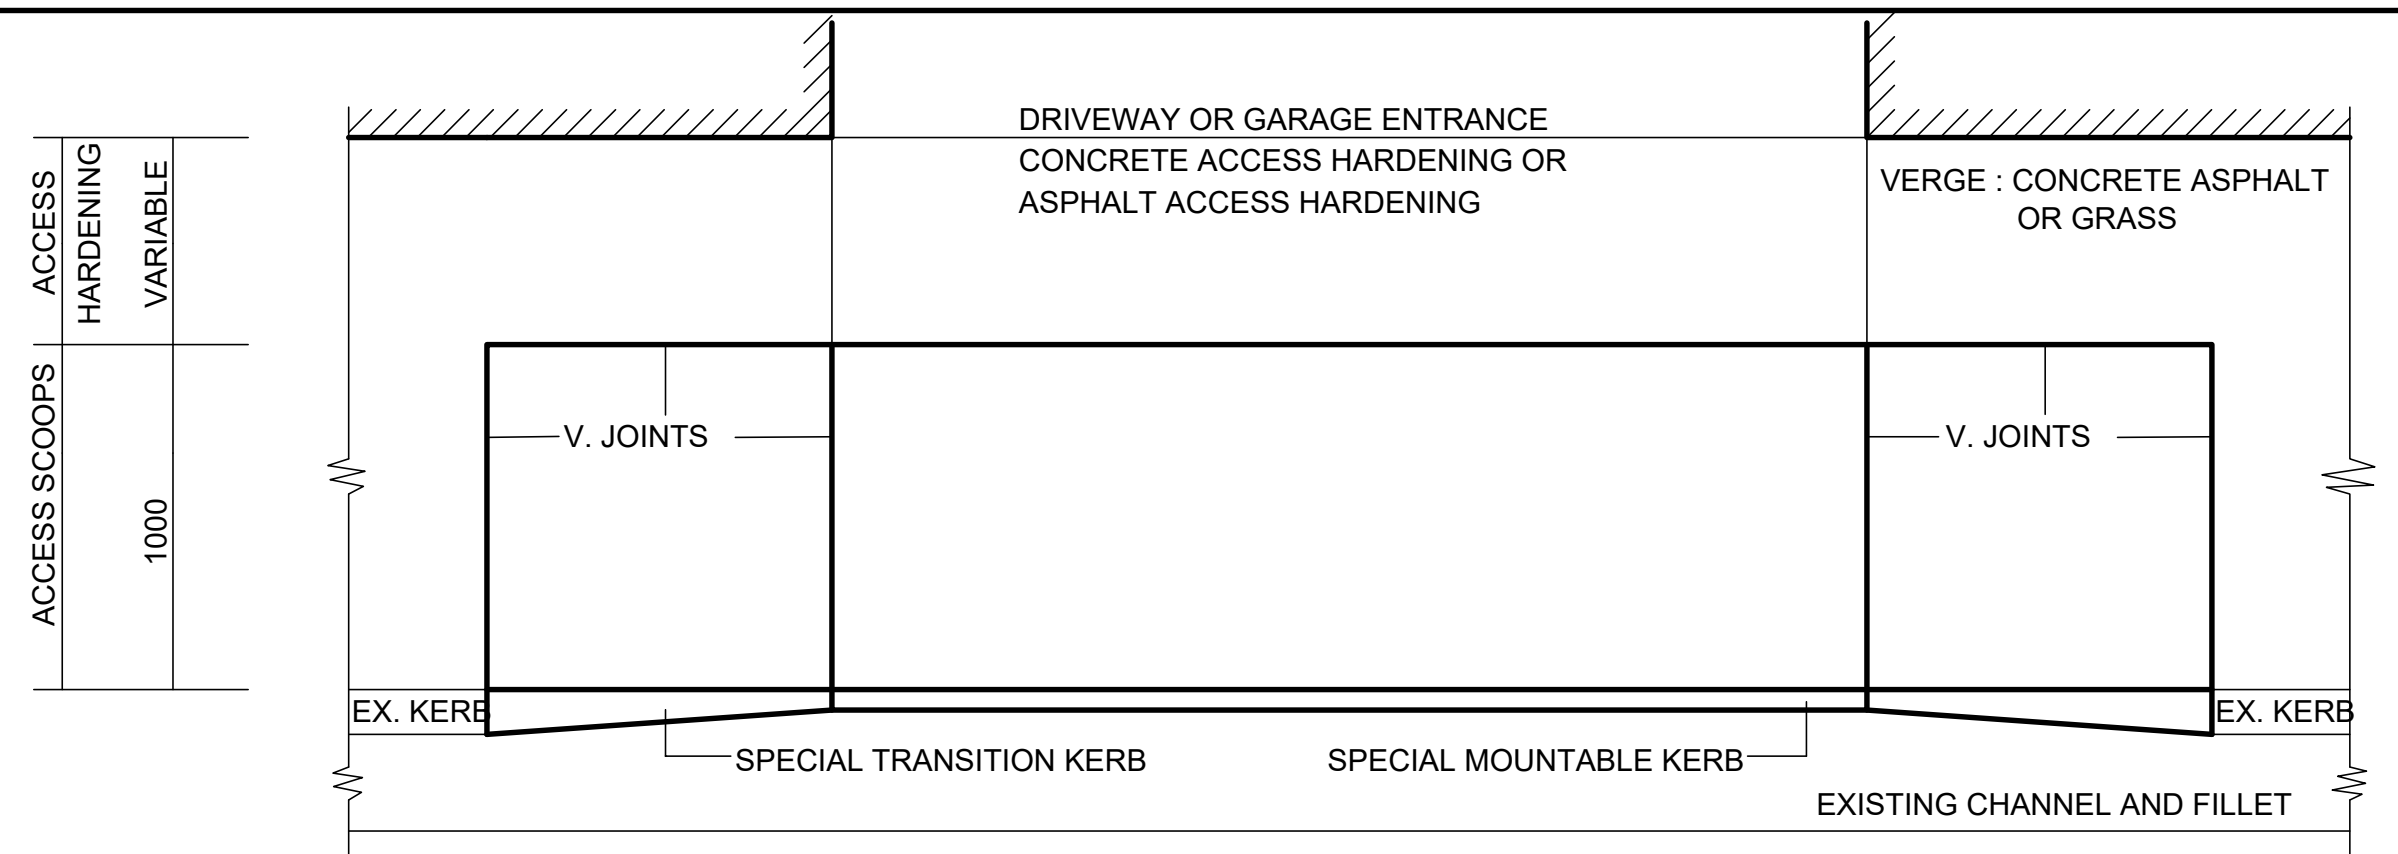 DRIVEWAY OR GARAGE ENTRANCE
CONCRETE ACCESS HARDENING OR
ASPHALT ACCESS HARDENING
VERGE : CONCRETE ASPHALT
OR GRASS
ACCESS
HARDENING
VARIABLE
ACCESS SCOOPS
1000
V. JOINTS
V. JOINTS
EX. KERB
EX. KERB
SPECIAL TRANSITION KERB
SPECIAL MOUNTABLE KERB
EXISTING CHANNEL AND FILLET